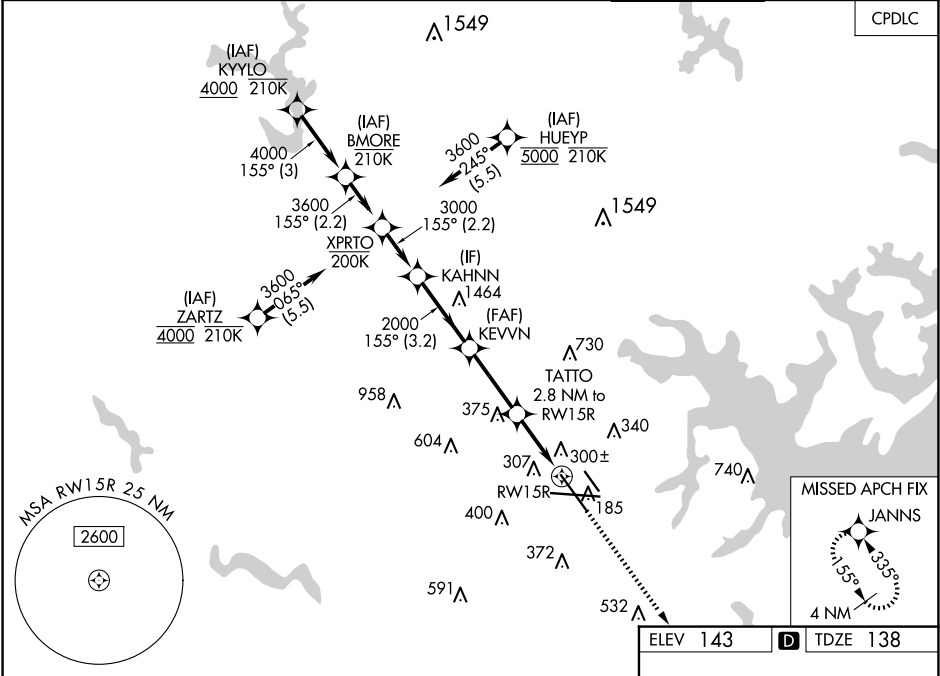 CPDLC
1549
(IAF)
KYYLO
4000 210K
(IAF)
BMORE
210K
(IAF)
HUEYP
5000 210K
4000
155° (3)
3600
245°
(5.5)
3600
155° (2.2)
3000
155° (2.2)
1549
XPRTO
200K
(IF)
KAHNN
1464
3600
065°
(5.5)
(IAF)
ZARTZ
4000 210K
2000
155° (3.2)
(FAF)
KEVVN
730
TATTO
2.8 NM to
RW15R
958
375
340
604
300±
307
740
RW15R
185
400
MISSED APCH FIX
JANNS
155°
335°
4 NM
MSA RW15R 25 NM
2600
372
591
532
ELEV 143 D TDZE 138